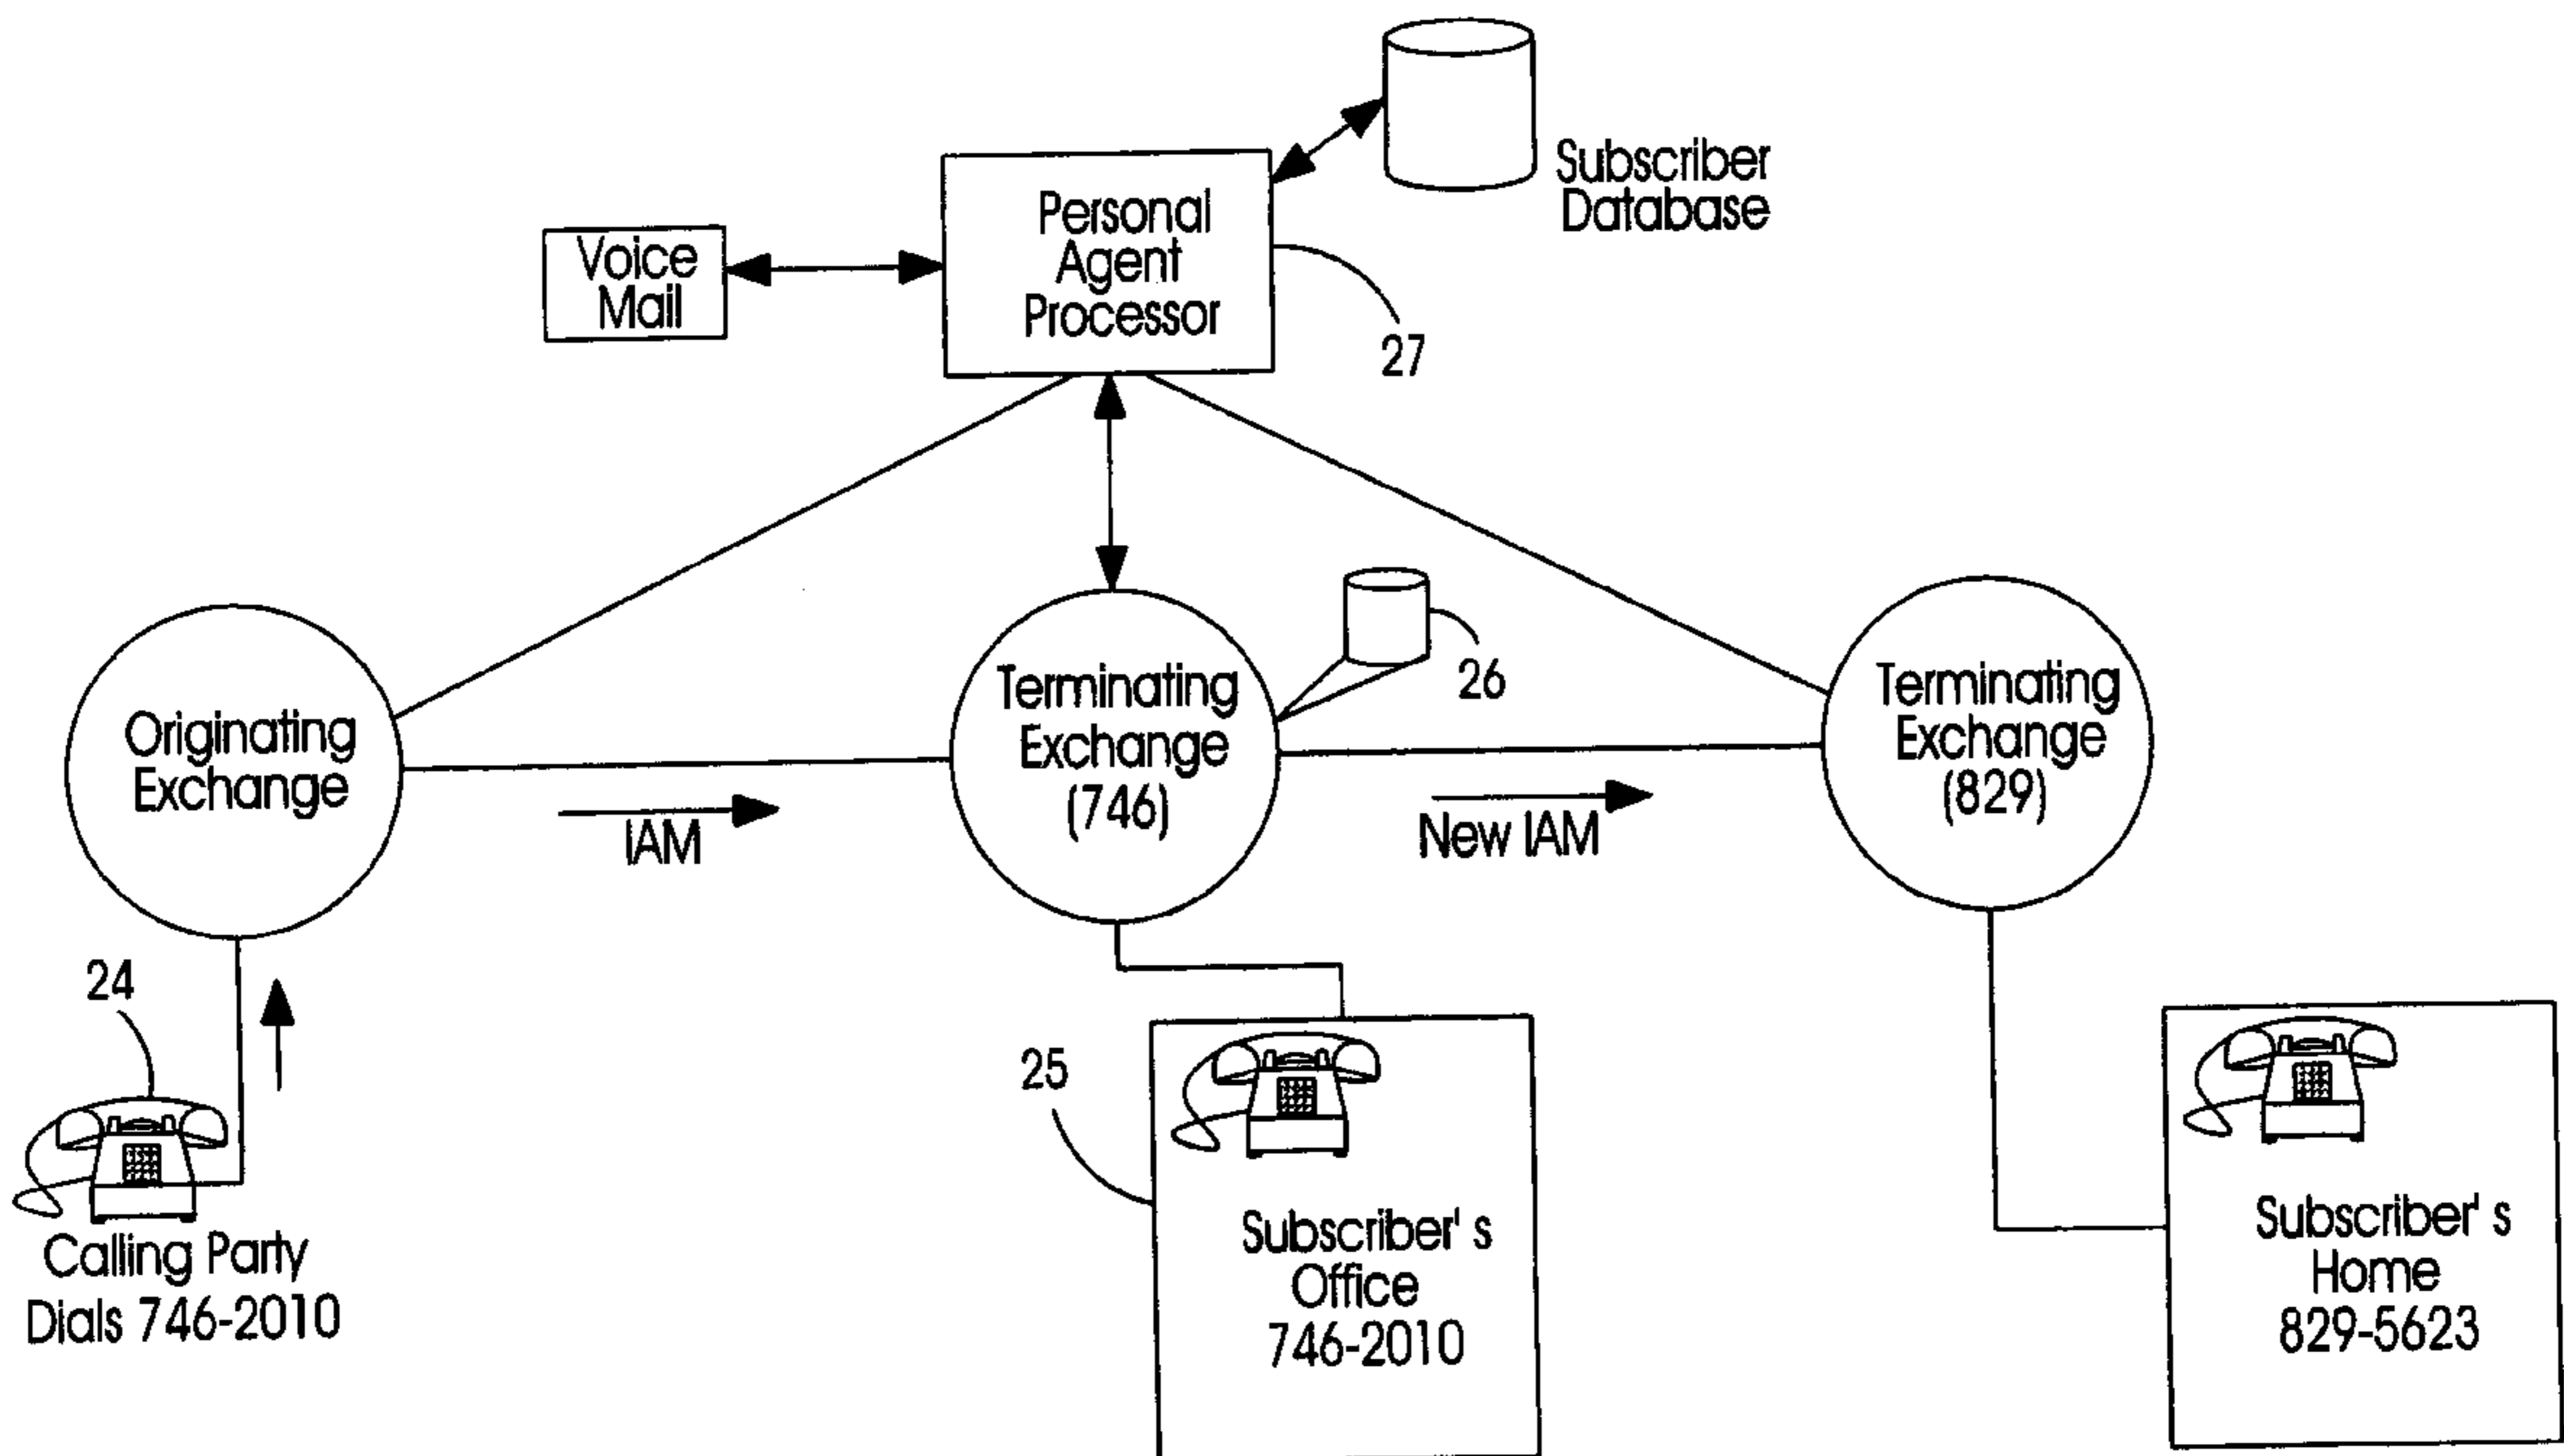 Subscriber
Database
Personal
Agent
Processor
Voice
Mail
27
26
Originating
Exchange
Terminating
Exchange
(746)
Terminating
Exchange
(829)
IAM
New IAM
24
25
Calling Party
Dials 746-2010
Subscriber's
Office
746-2010
Subscriber's
Home
829-5623